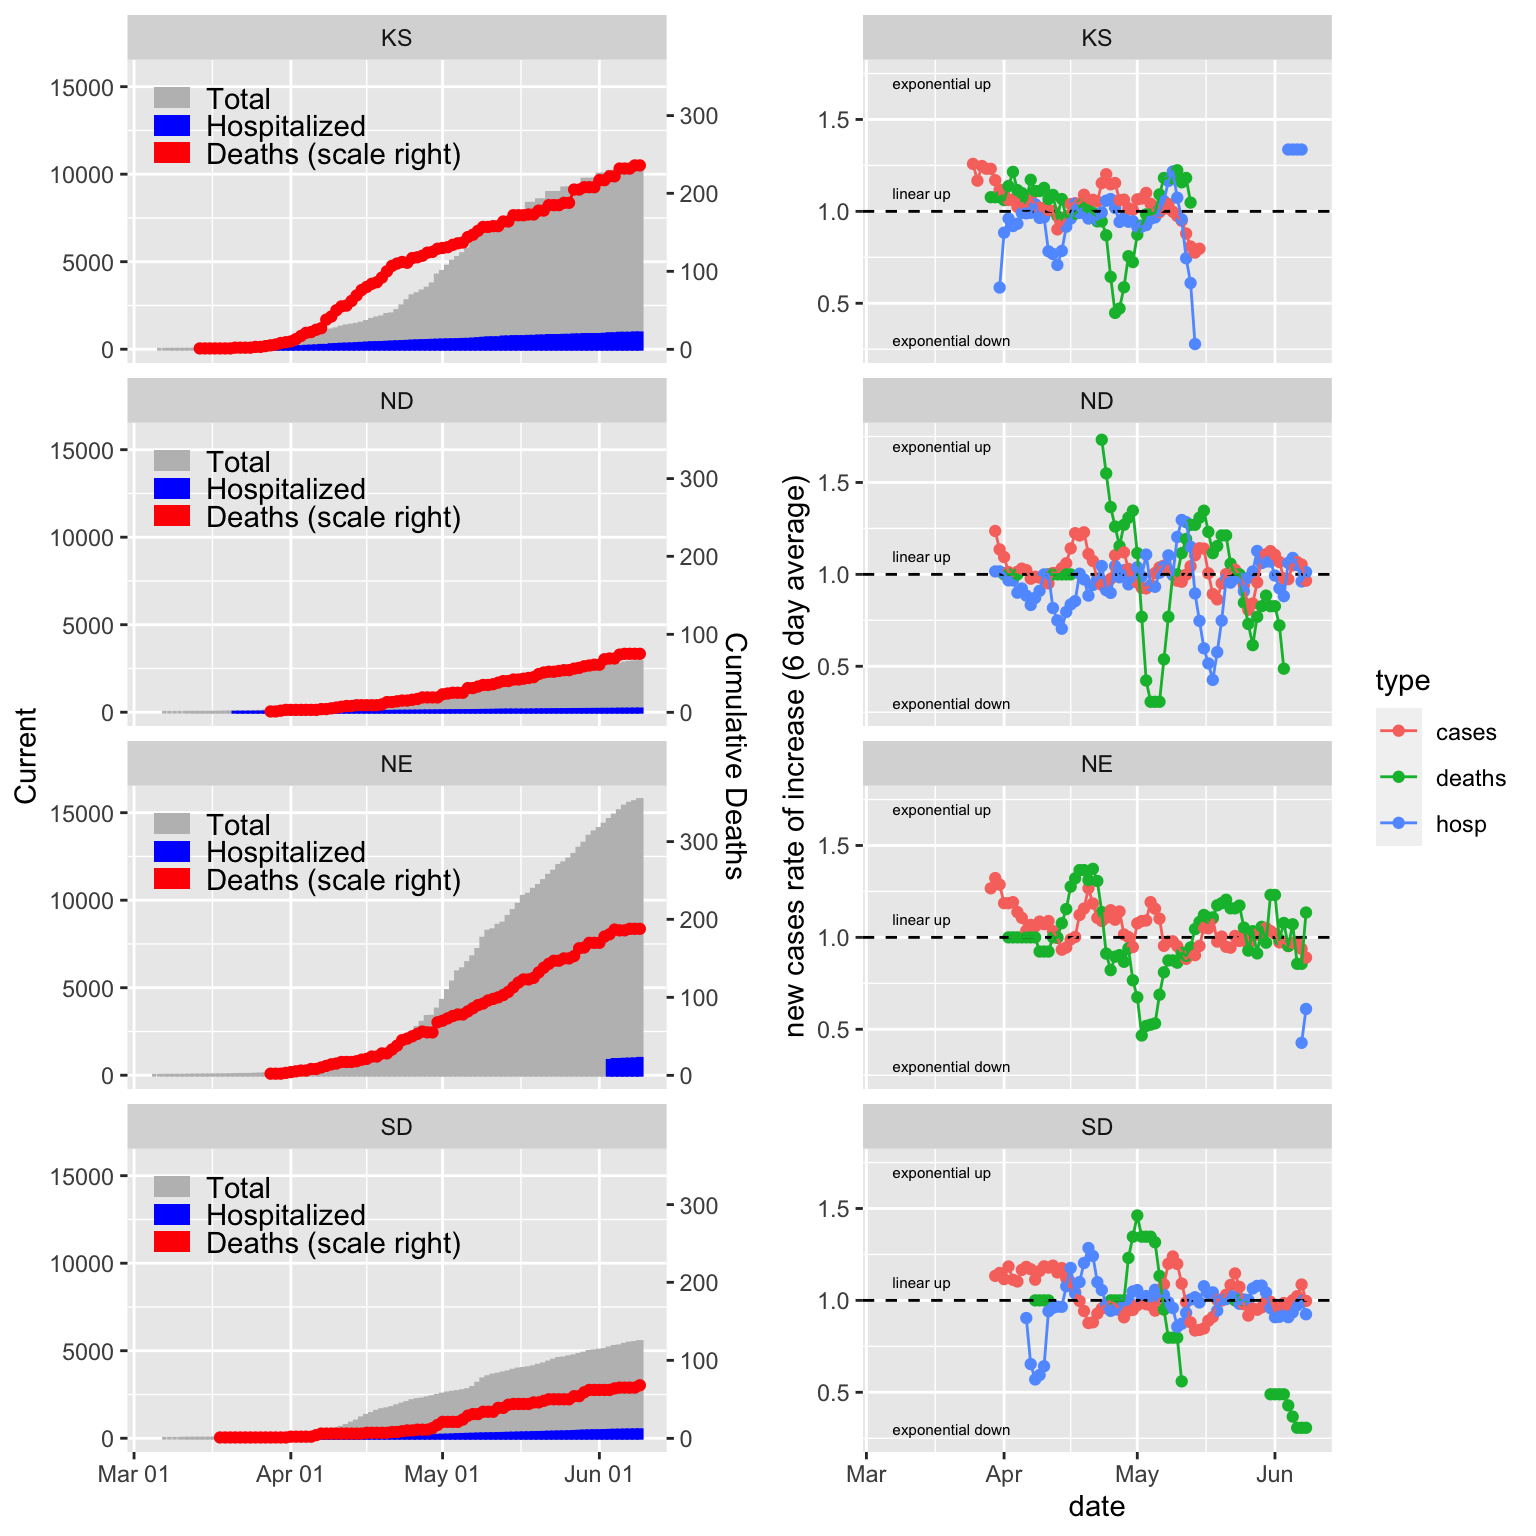 KS
15000
10000
5000
0
Total
Hospitalized
Deaths (scale right)
300
200
100
0
ND
15000
10000
5000
0
Total
Hospitalized
Deaths (scale right)
300
200
100
0
NE
15000
10000
5000
0
Total
Hospitalized
Deaths (scale right)
300
200
100
0
SD
15000
10000
5000
0
Total
Hospitalized
Deaths (scale right)
300
200
100
0
Mar 01 Apr 01 May 01 Jun 01
Current
Cumulative Deaths
KS
1.5
1.0
0.5
exponential up
linear up
exponential down
ND
1.5
1.0
0.5
exponential up
linear up
exponential down
NE
1.5
1.0
0.5
exponential up
linear up
exponential down
SD
1.5
1.0
0.5
exponential up
linear up
exponential down
Mar Apr May Jun
date
new cases rate of increase (6 day average)
type
cases
deaths
hosp